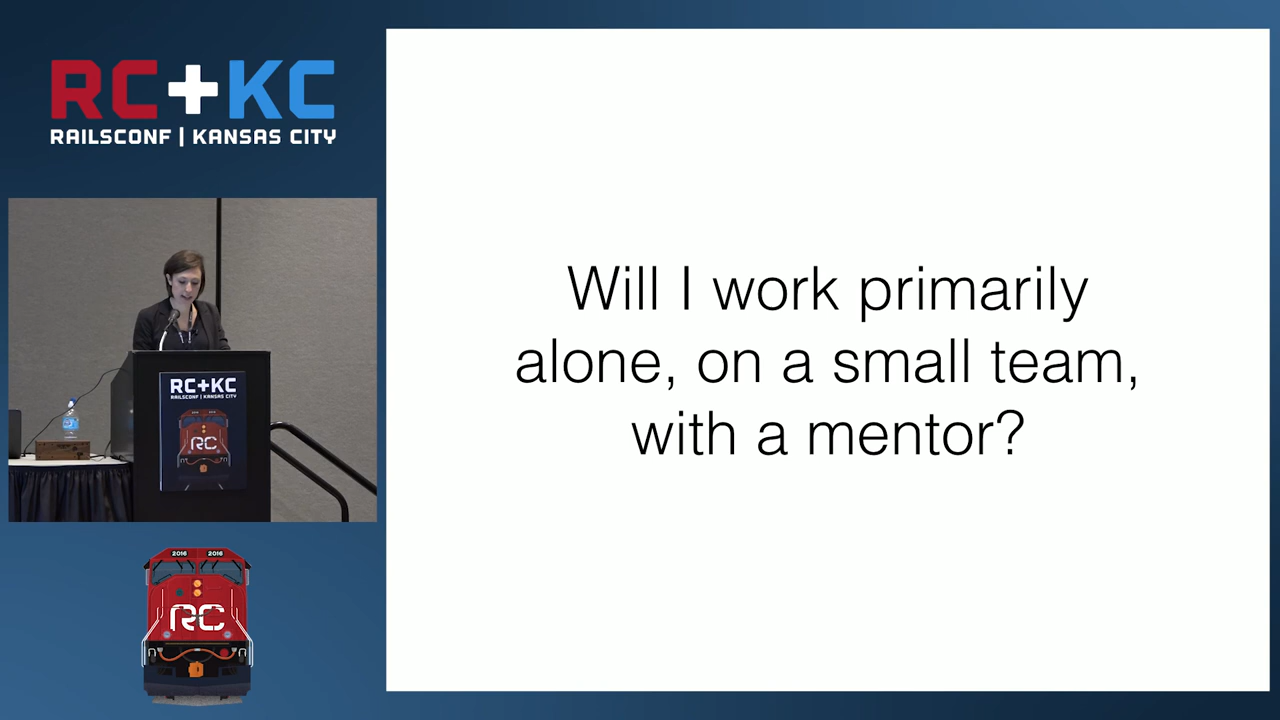 RC+KC
RAILSCONF | KANSAS CITY
Will I work primarily
alone, on a small team,
with a mentor?
RC+KC
RAILSCONF | KANSAS CITY
RC
2016 2016
RC